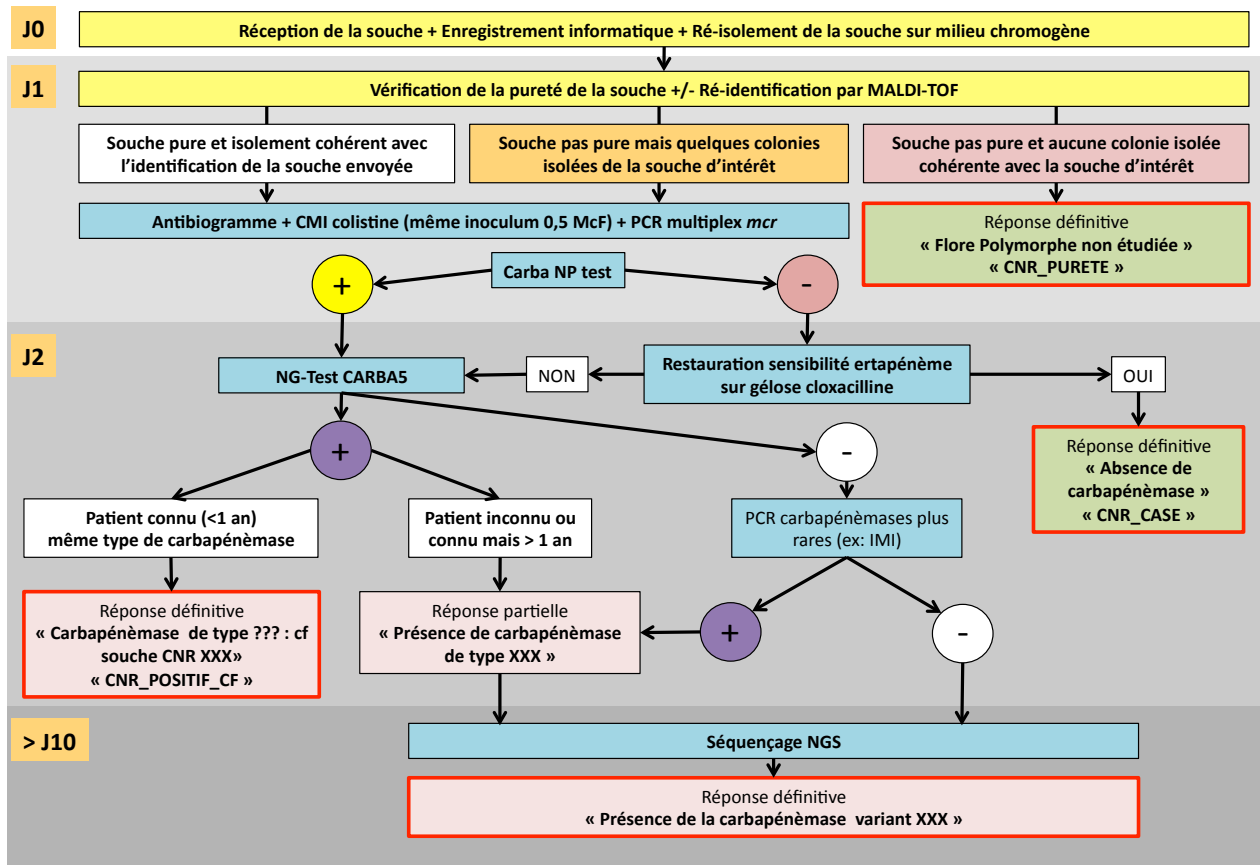 J0
Réception de la souche + Enregistrement informatique + Ré-isolement de la souche sur milieu chromogène
J1
Vérification de la pureté de la souche +/- Ré-identification par MALDI-TOF
Souche pure et isolement cohérent avec
l'identification de la souche envoyée
Souche pas pure mais quelques colonies
isolées de la souche d'intérêt
Souche pas pure et aucune colonie isolée
cohérente avec la souche d'intérêt
Antibiogramme + CMI colistine (même inoculum 0,5 McF) + PCR multiplex mcr
Réponse définitive
« Flore Polymorphe non étudiée »
« CNR_PURETE »
Carba NP test
+
-
J2
NG-Test CARBA5
NON
Restauration sensibilité ertapénème
sur gélose cloxacilline
OUI
+
-
Réponse définitive
« Absence de
carbapénèmase »
« CNR_CASE »
Patient connu (<1 an)
même type de carbapénèmase
Patient inconnu ou
connu mais > 1 an
PCR carbapénèmases plus
rares (ex: IMI)
Réponse définitive
« Carbapénèmase de type ??? : cf
souche CNR XXX»
« CNR_POSITIF_CF »
Réponse partielle
« Présence de carbapénèmase
de type XXX »
+
-
> J10
Séquençage NGS
Réponse définitive
« Présence de la carbapénèmase variant XXX »